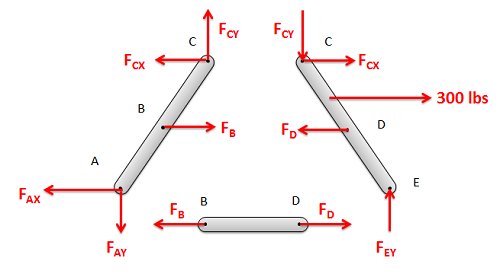 C
F_CY
F_CX
B
F_B
A
F_AX
F_AY
F_CY
C
F_CX
300 lbs
F_D
D
E
F_EY
B
D
F_B
F_D